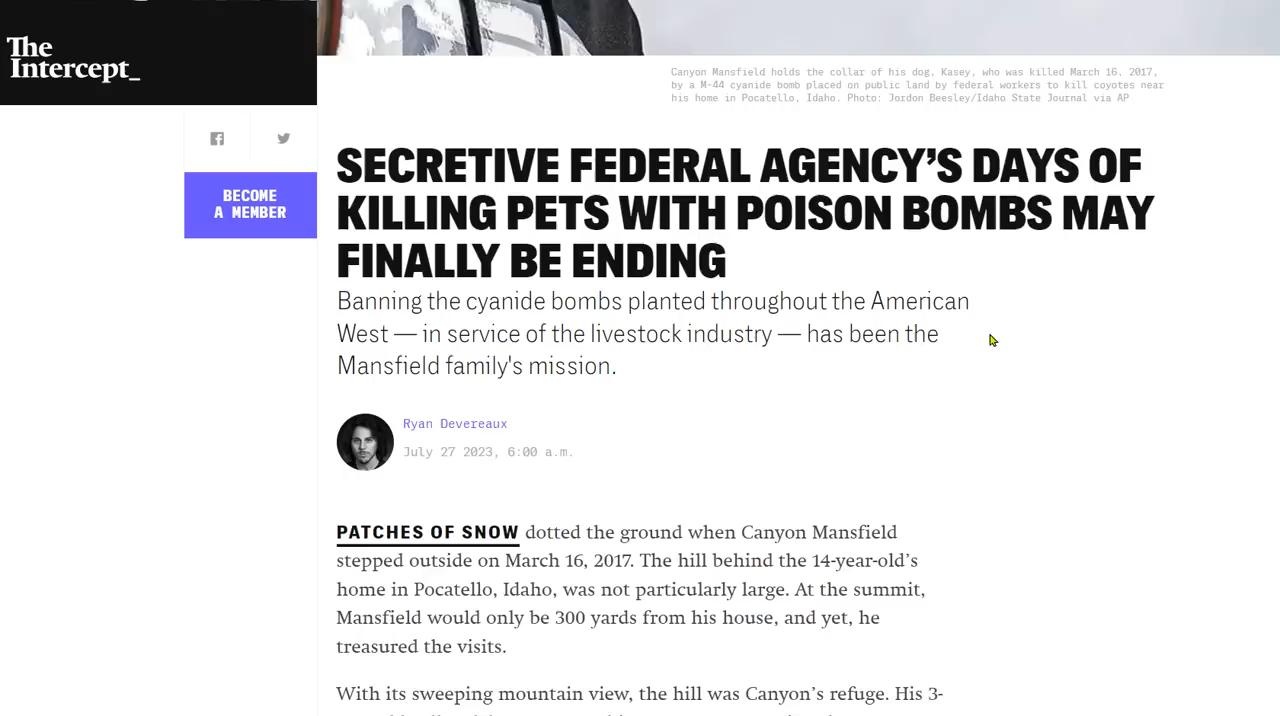 The
Intercept_
Canyon Mansfield holds the collar of his dog, Kasey, who was killed March 16, 2017,
by a M-44 cyanide bomb placed on public land by federal workers to kill coyotes near
his home in Pocatello, Idaho. Photo: Jordon Beesley/Idaho State Journal via AP
BECOME
A MEMBER
SECRETIVE FEDERAL AGENCY’S DAYS OF
KILLING PETS WITH POISON BOMBS MAY
FINALLY BE ENDING
Banning the cyanide bombs planted throughout the American
West — in service of the livestock industry — has been the
Mansfield family's mission.
Ryan Devereaux
July 27 2023, 6:00 a.m.
PATCHES OF SNOW dotted the ground when Canyon Mansfield
stepped outside on March 16, 2017. The hill behind the 14-year-old’s
home in Pocatello, Idaho, was not particularly large. At the summit,
Mansfield would only be 300 yards from his house, and yet, he
treasured the visits.
With its sweeping mountain view, the hill was Canyon’s refuge. His 3-